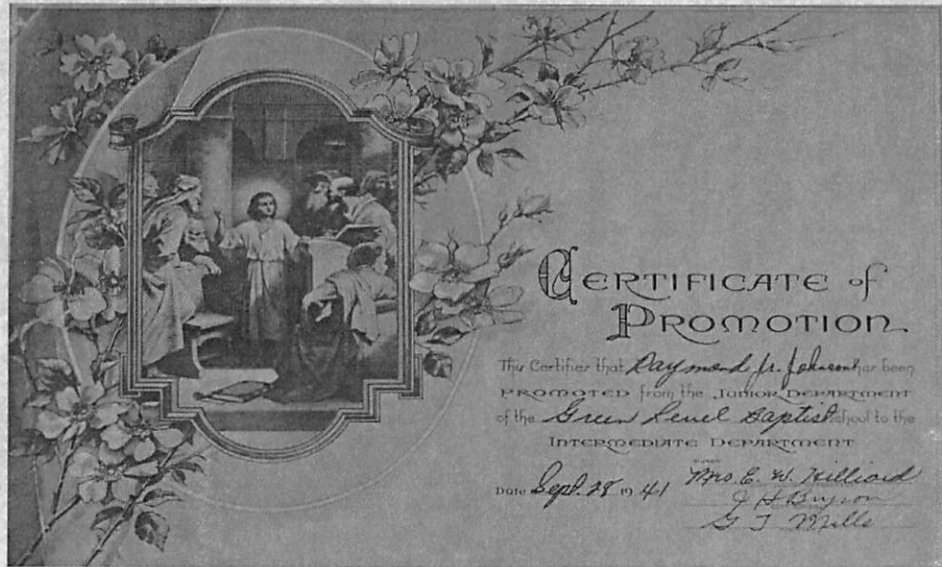 CERTIFICATE of
PROMOTION
This Certifies that Raymond Jr. Johnson has been
PROMOTED from the JUNIOR DEPARTMENT
of the Green Level Baptist School to the
INTERMEDIATE DEPARTMENT
Date Sept. 28 1941 Mrs. E. W. Hilliard
J H
G T Mills